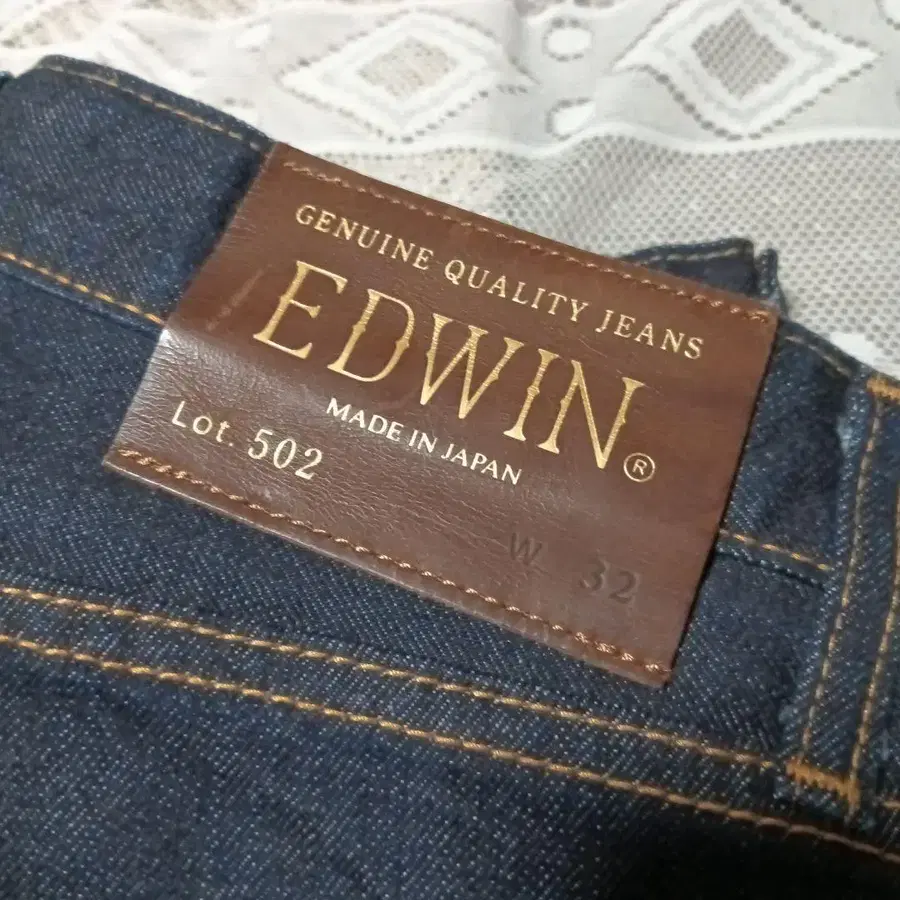 GENUINE QUALITY JEANS
EDWIN®
MADE IN JAPAN
Lot. 502
W 32